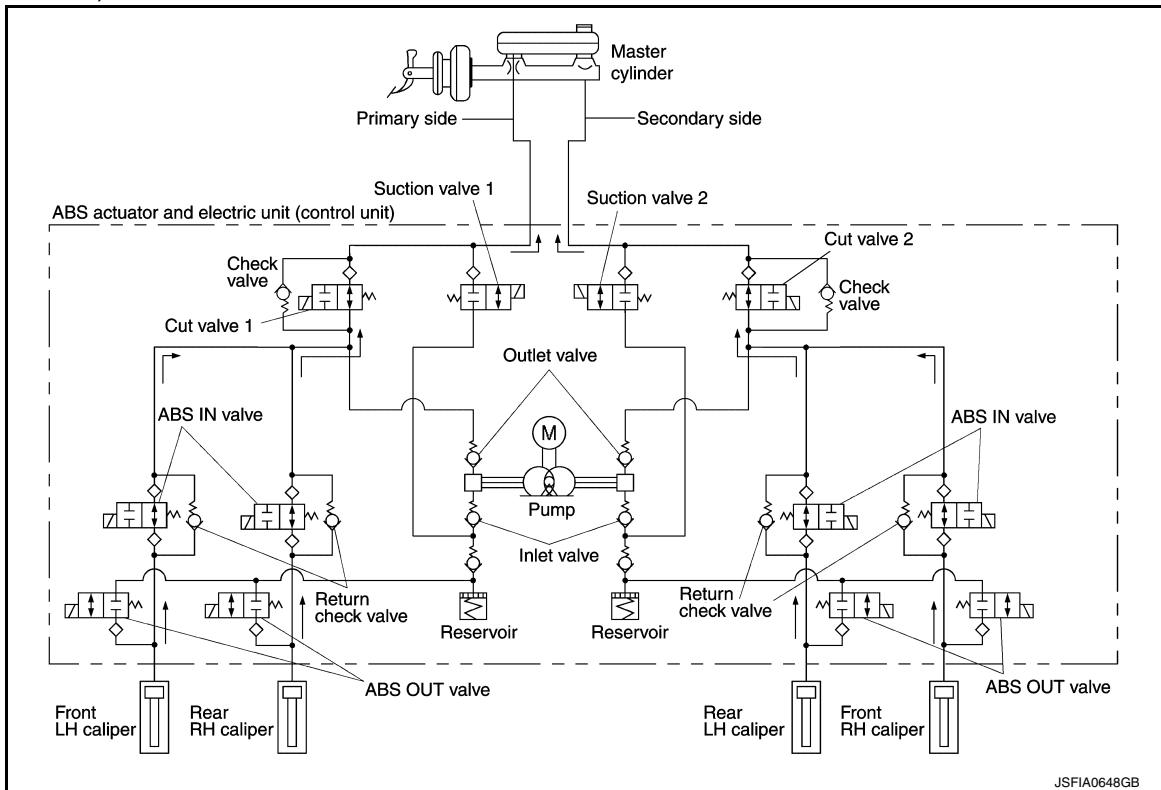 Master
cylinder
Primary side
Secondary side
Suction valve 1
Suction valve 2
ABS actuator and electric unit (control unit)
Cut valve 2
Check
valve
Check
valve
Cut valve 1
Outlet valve
ABS IN valve
ABS IN valve
M
Pump
Inlet valve
Return
check valve
Return
check valve
Reservoir
Reservoir
ABS OUT valve
ABS OUT valve
Front
LH caliper
Rear
RH caliper
Rear
LH caliper
Front
RH caliper
JSFIA0648GB